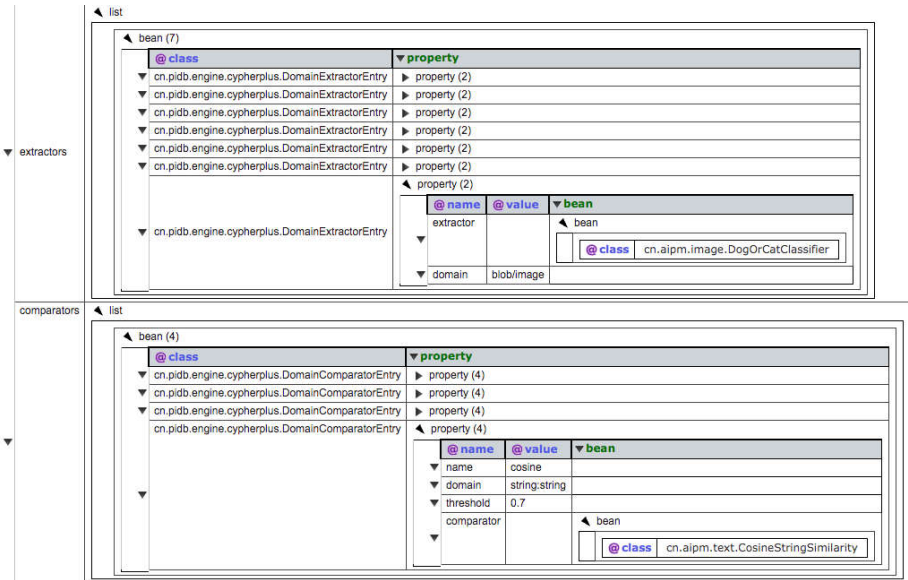 list
bean (7)
@ class property
cn.pidb.engine.cypherplus.DomainExtractorEntry property (2)
cn.pidb.engine.cypherplus.DomainExtractorEntry property (2)
cn.pidb.engine.cypherplus.DomainExtractorEntry property (2)
cn.pidb.engine.cypherplus.DomainExtractorEntry property (2)
extractors cn.pidb.engine.cypherplus.DomainExtractorEntry property (2)
cn.pidb.engine.cypherplus.DomainExtractorEntry property (2)
property (2)
@ name @ value bean
extractor bean
cn.pidb.engine.cypherplus.DomainExtractorEntry
@ class cn.aipm.image.DogOrCatClassifier
domain blob/image
comparators list
bean (4)
@ class property
cn.pidb.engine.cypherplus.DomainComparatorEntry property (4)
cn.pidb.engine.cypherplus.DomainComparatorEntry property (4)
cn.pidb.engine.cypherplus.DomainComparatorEntry property (4)
cn.pidb.engine.cypherplus.DomainComparatorEntry property (4)
@ name @ value bean
name cosine
domain string:string
threshold 0.7
comparator bean
@ class cn.aipm.text.CosineStringSimilarity